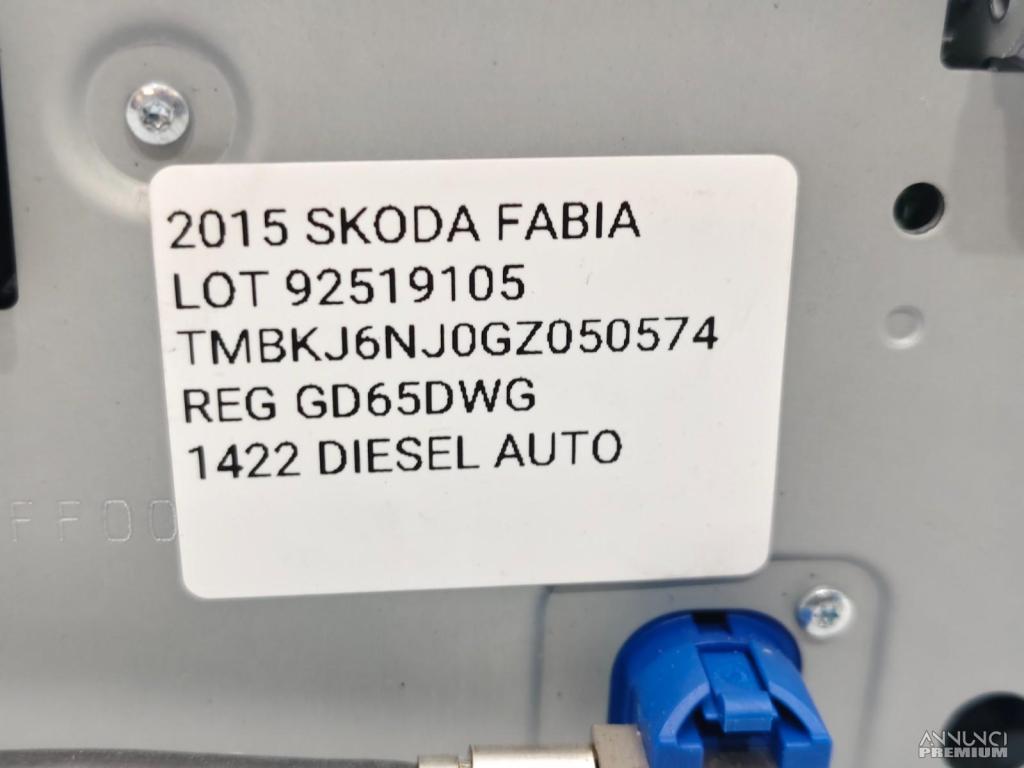 2015 SKODA FABIA
LOT 92519105
TMBKJ6NJ0GZ050574
REG GD65DWG
1422 DIESEL AUTO
FF00
ANNUNCI
PREMIUM